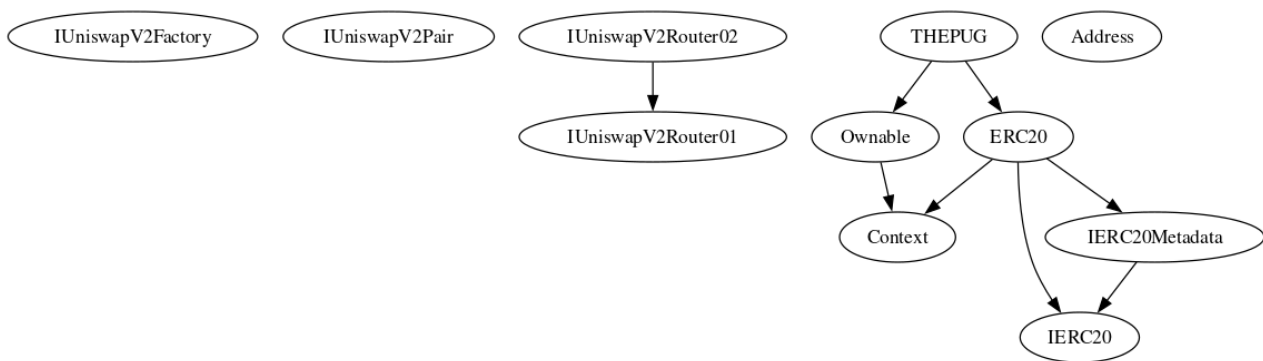 IUniswapV2Factory
IUniswapV2Pair
IUniswapV2Router02
THEPUG
Address
IUniswapV2Router01
Ownable
ERC20
Context
IERC20Metadata
IERC20